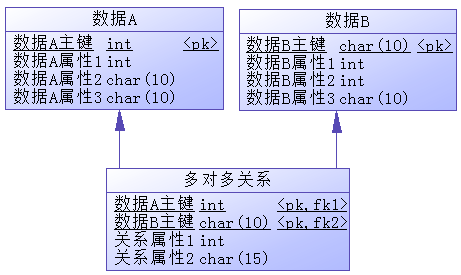 数据A
数据A主键 int <pk>
数据A属性1 int
数据A属性2 char(10)
数据A属性3 char(10)
数据B
数据B主键 char(10) <pk>
数据B属性1 int
数据B属性2 int
数据B属性3 char(10)
多对多关系
数据A主键 int <pk,fk1>
数据B主键 char(10) <pk,fk2>
关系属性1 int
关系属性2 char(15)